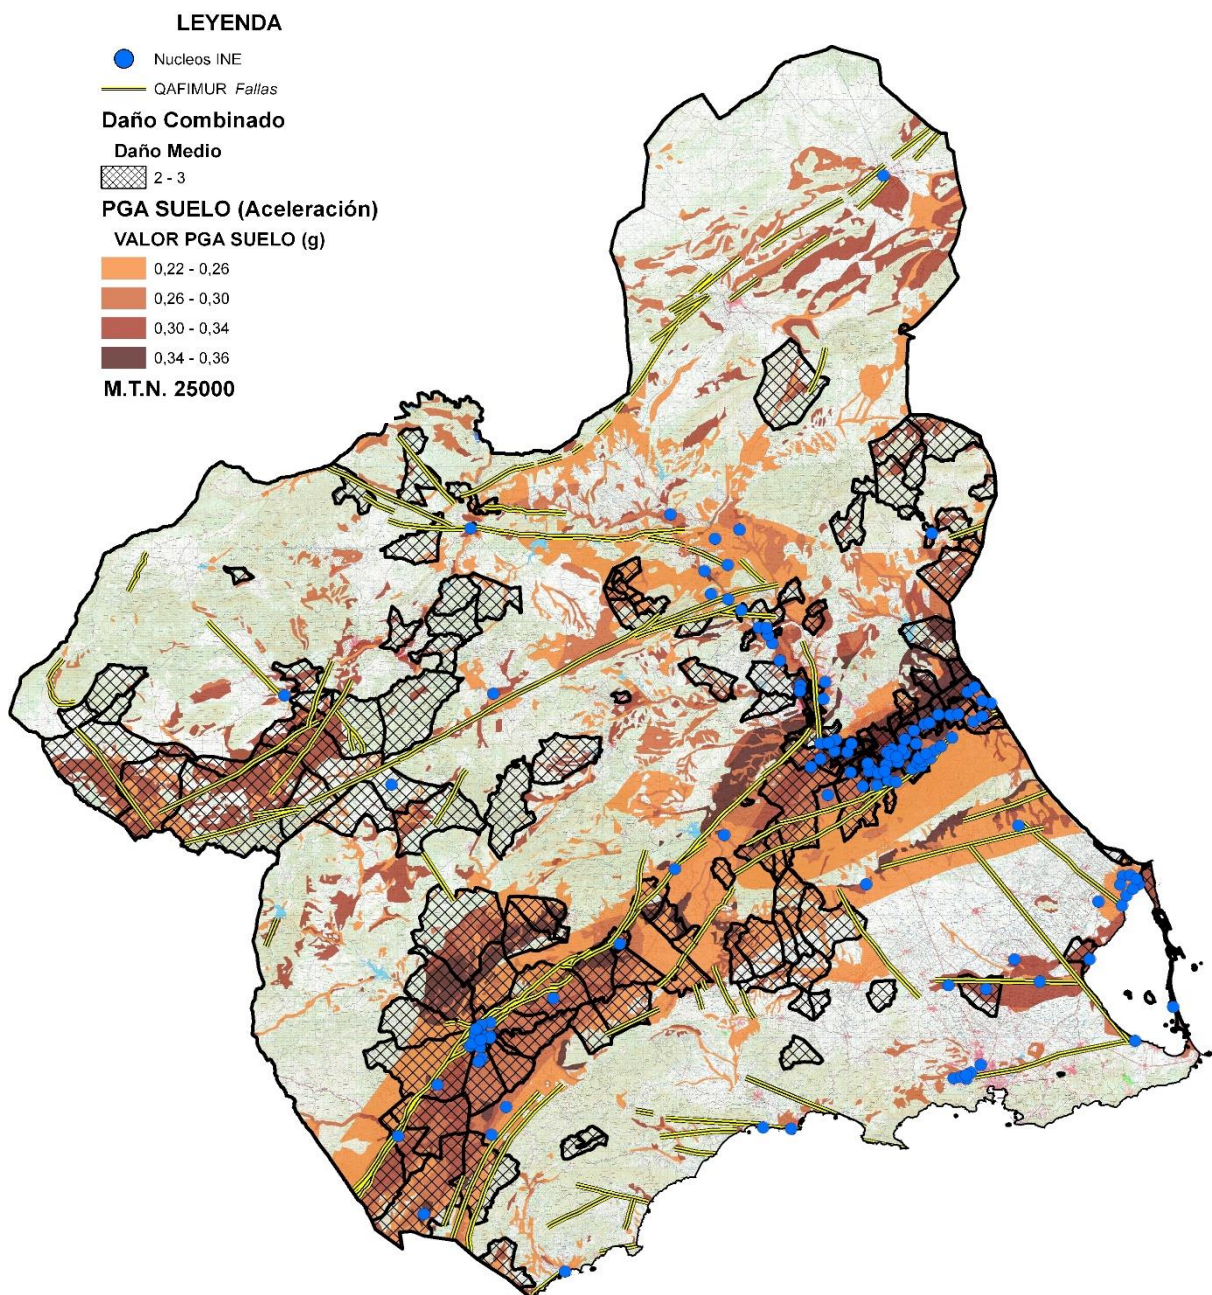 LEYENDA
Nucleos INE
QAFIMUR Fallas
Daño Combinado
Daño Medio
2 - 3
PGA SUELO (Aceleración)
VALOR PGA SUELO (g)
0,22 - 0,26
0,26 - 0,30
0,30 - 0,34
0,34 - 0,36
M.T.N. 25000